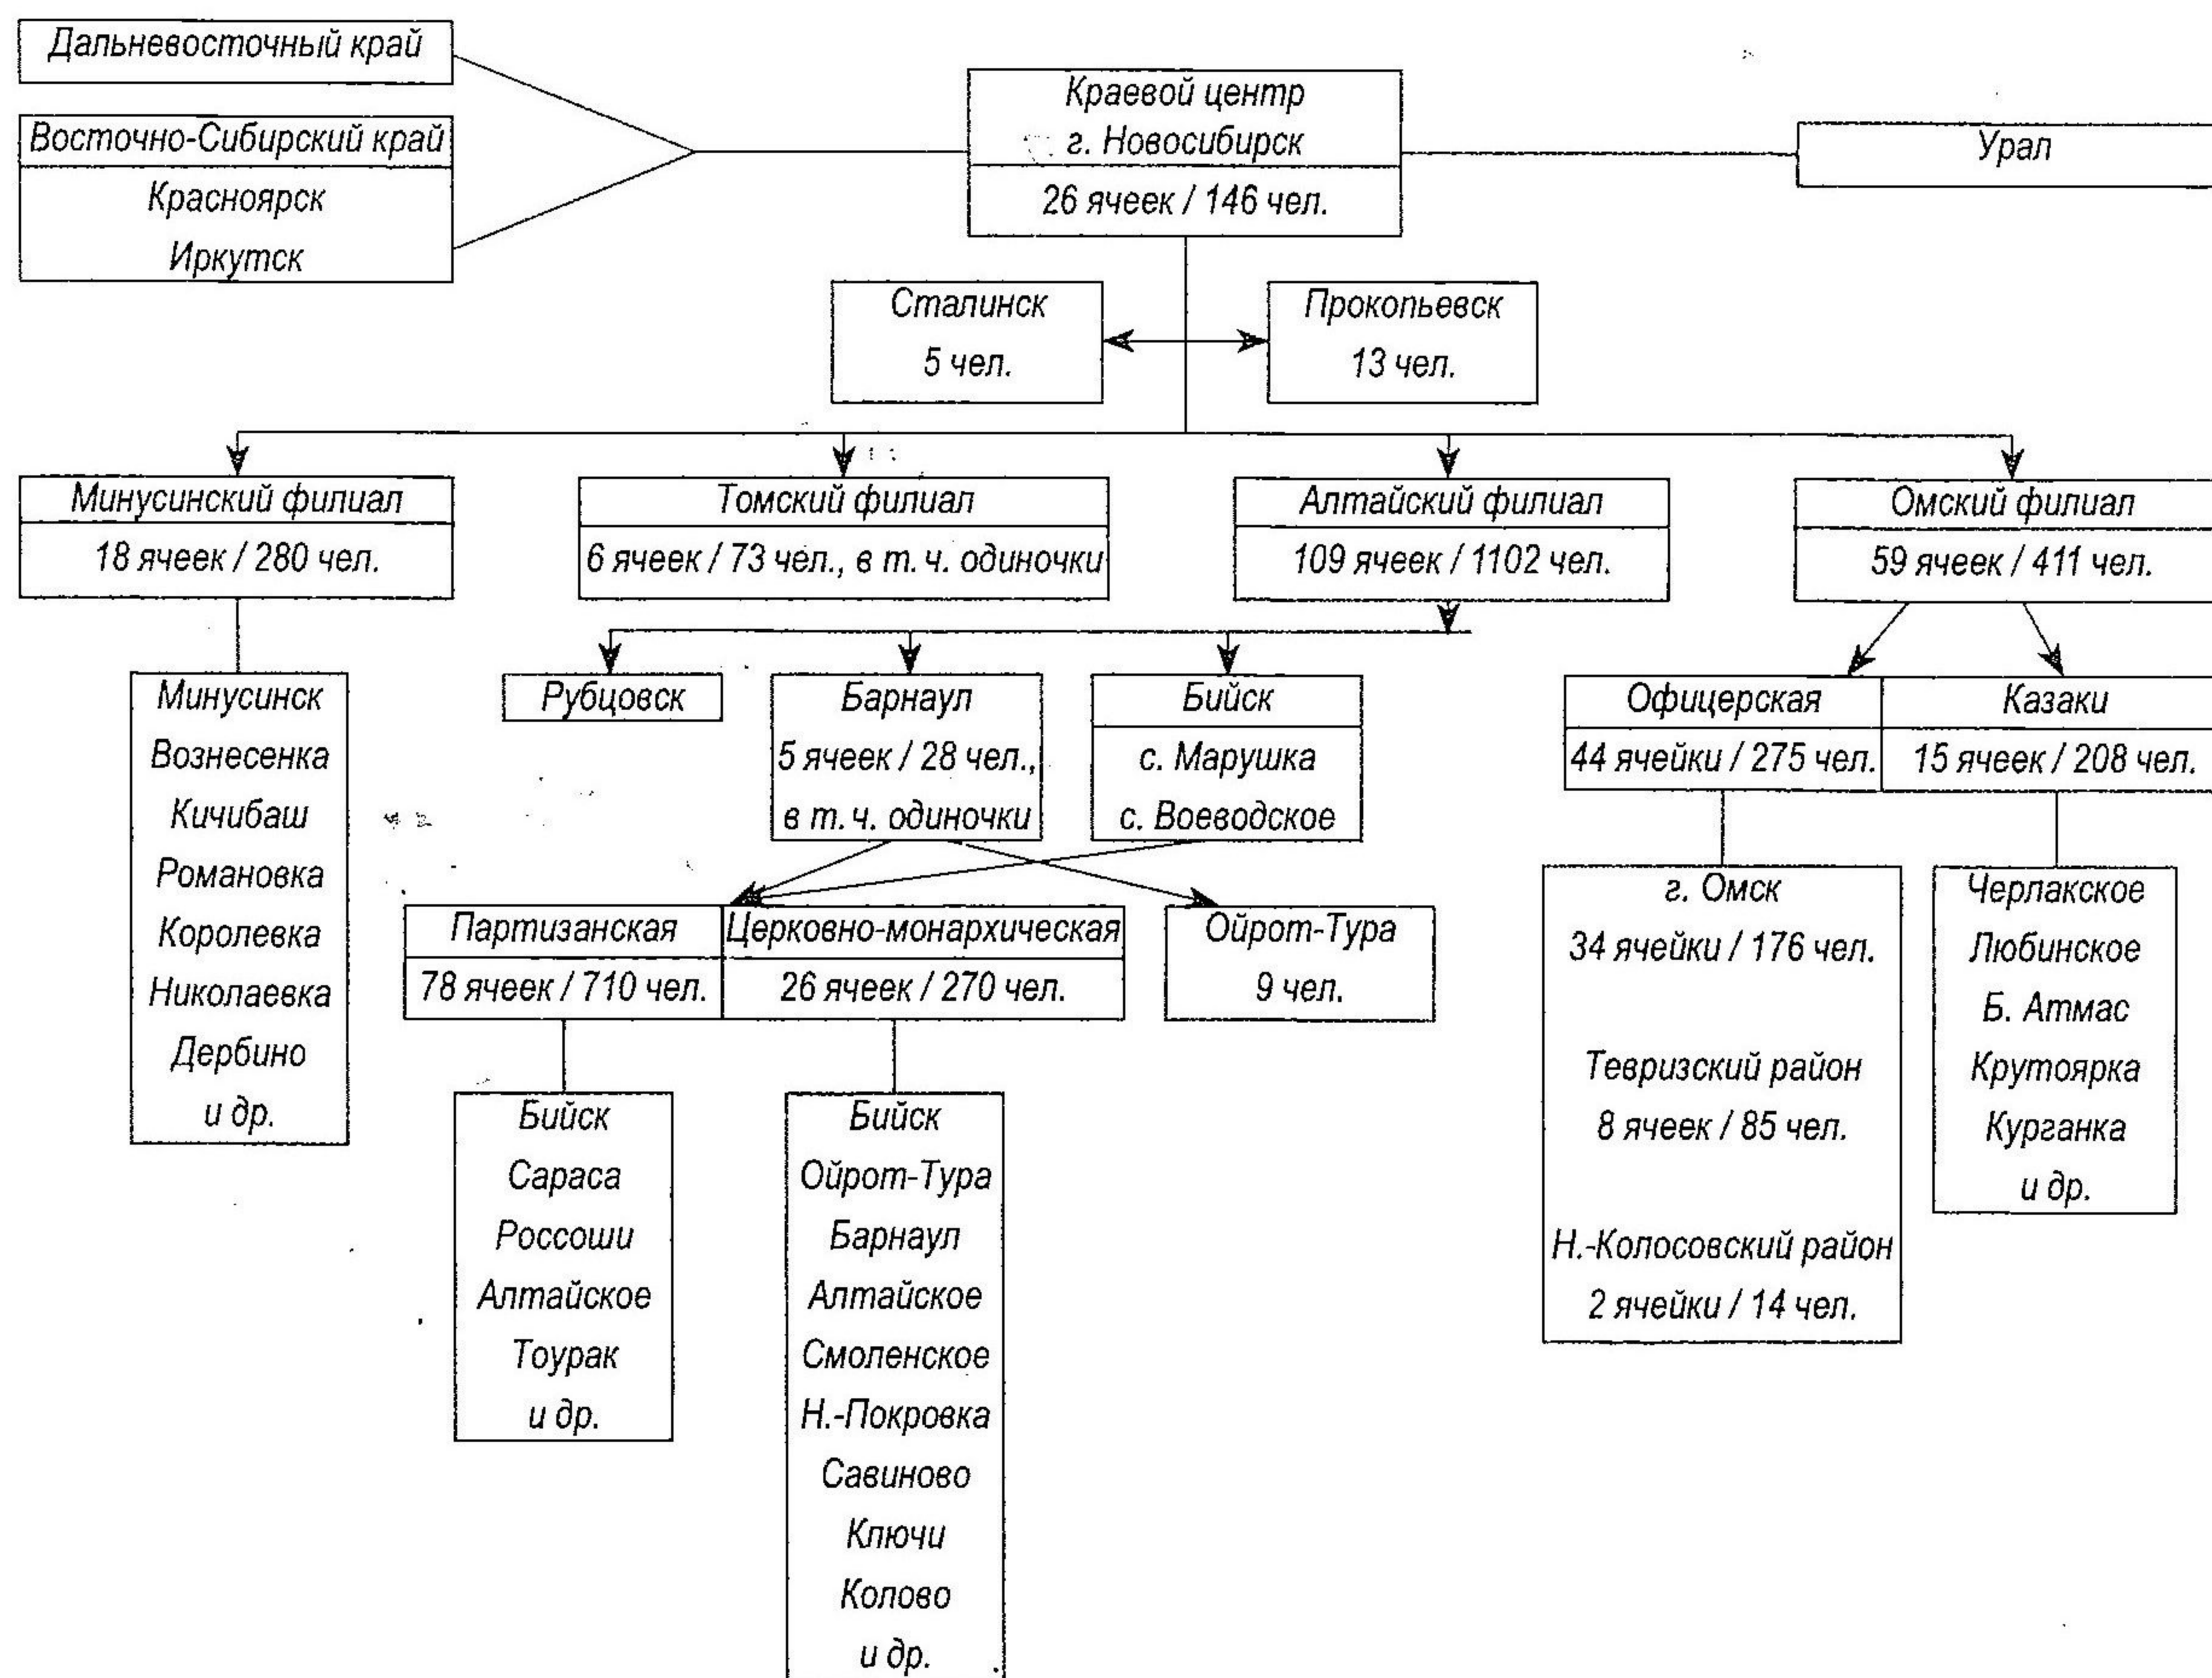 Дальневосточный край
Восточно-Сибирский край
Красноярск
Иркутск
Краевой центр
г. Новосибирск
26 ячеек / 146 чел.
Урал
Сталинск
5 чел.
Прокопьевск
13 чел.
Минусинский филиал
18 ячеек / 280 чел.
Томский филиал
6 ячеек / 73 чел., в т. ч. одиночки
Алтайский филиал
109 ячеек / 1102 чел.
Омский филиал
59 ячеек / 411 чел.
Минусинск
Вознесенка
Кичибаш
Романовка
Королевка
Николаевка
Дербино
и др.
Рубцовск
Барнаул
5 ячеек / 28 чел.,
в т. ч. одиночки
Бийск
с. Марушка
с. Воеводское
Офицерская
44 ячейки / 275 чел.
Казаки
15 ячеек / 208 чел.
Партизанская
78 ячеек / 710 чел.
Церковно-монархическая
26 ячеек / 270 чел.
Ойрот-Тура
9 чел.
г. Омск
34 ячейки / 176 чел.
Тевризский район
8 ячеек / 85 чел.
Н.-Колосовский район
2 ячейки / 14 чел.
Черлакское
Любинское
Б. Атмас
Крутоярка
Курганка
и др.
Бийск
Сараса
Россоши
Алтайское
Тоурак
и др.
Бийск
Ойрот-Тура
Барнаул
Алтайское
Смоленское
Н.-Покровка
Савиново
Ключи
Колово
и др.